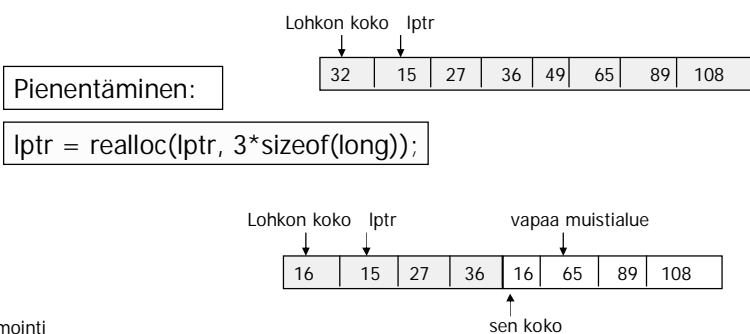 Lohkon koko lptr
32 15 27 36 49 65 89 108
Pienentäminen:
lptr = realloc(lptr, 3*sizeof(long));
Lohkon koko lptr vapaa muistialue
16 15 27 36 16 65 89 108
sen koko
mointi